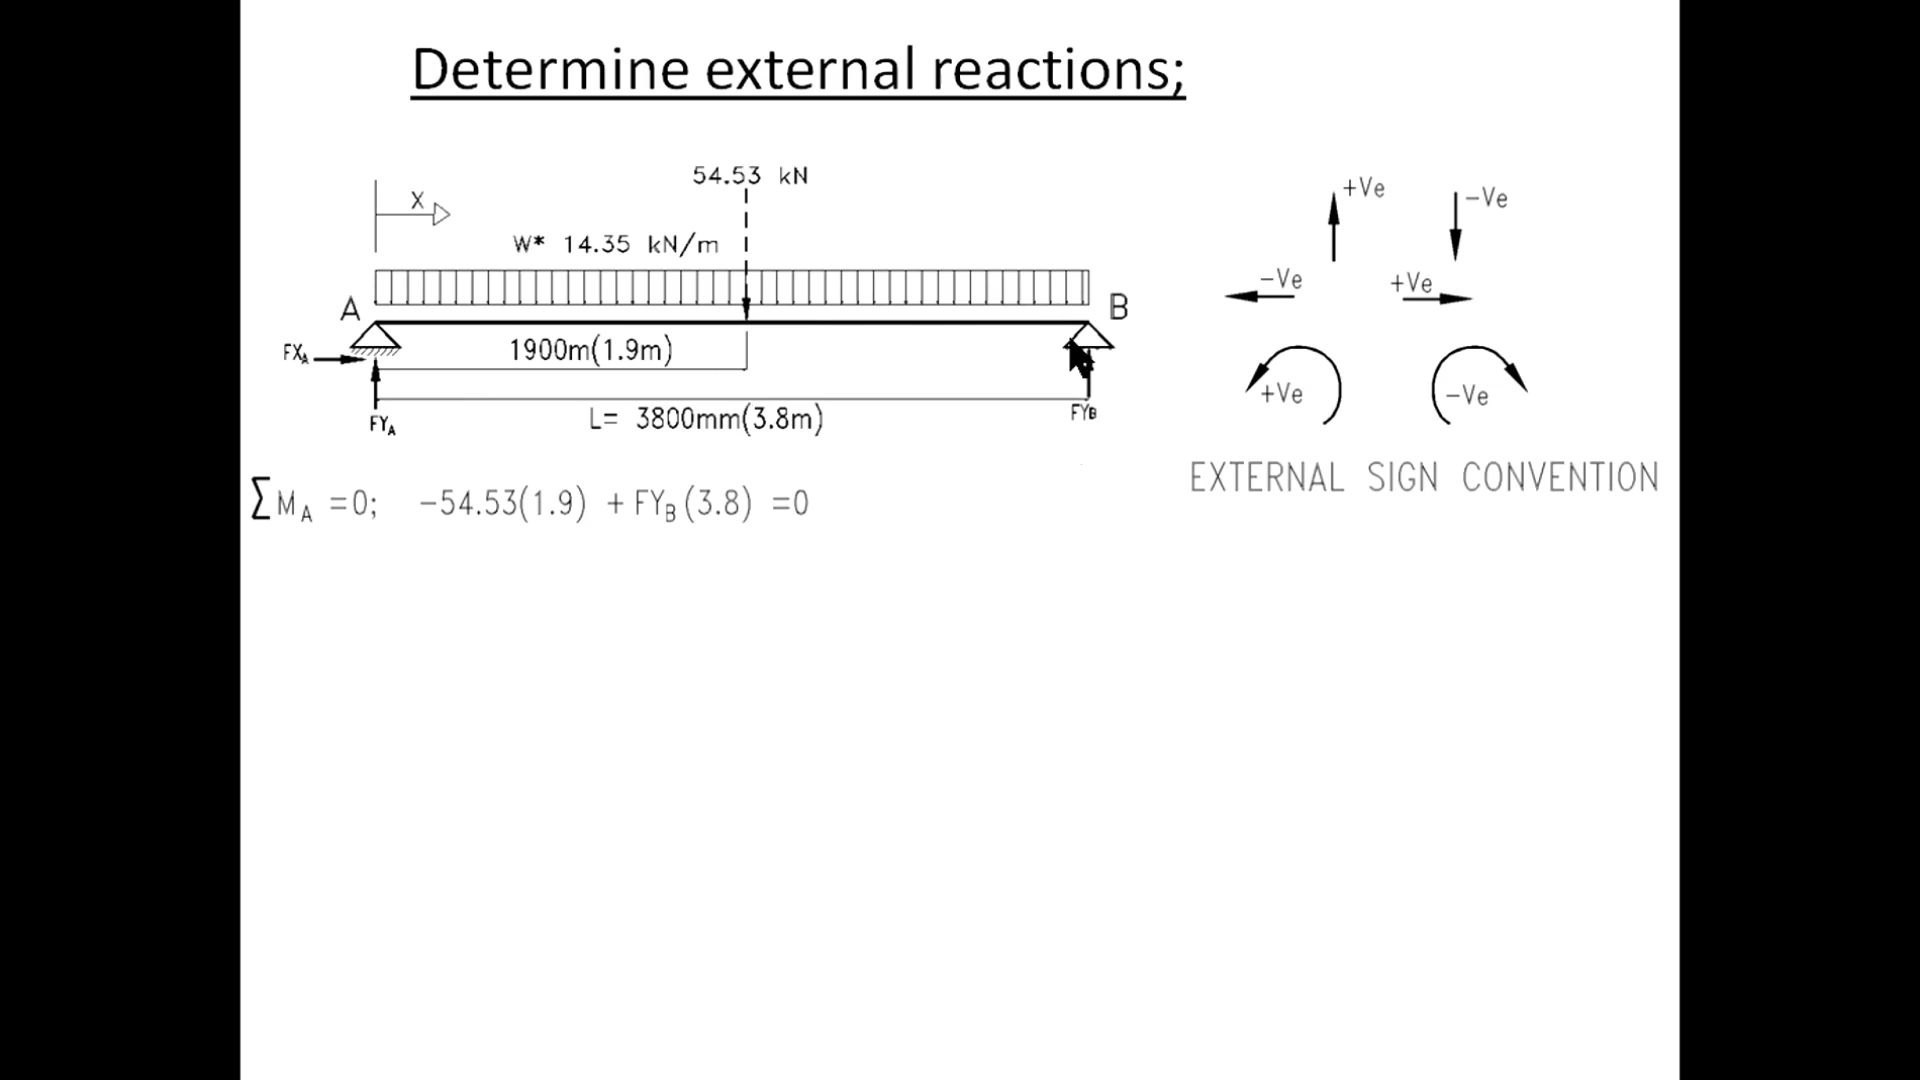 Determine external reactions;
54.53 kN
X
W* 14.35 kN/m
A
B
FXA
1900m(1.9m)
FYA
L= 3800mm(3.8m)
FYB
+Ve
-Ve
-Ve
+Ve
+Ve
-Ve
EXTERNAL SIGN CONVENTION
∑MA =0; -54.53(1.9) + FYB(3.8) =0